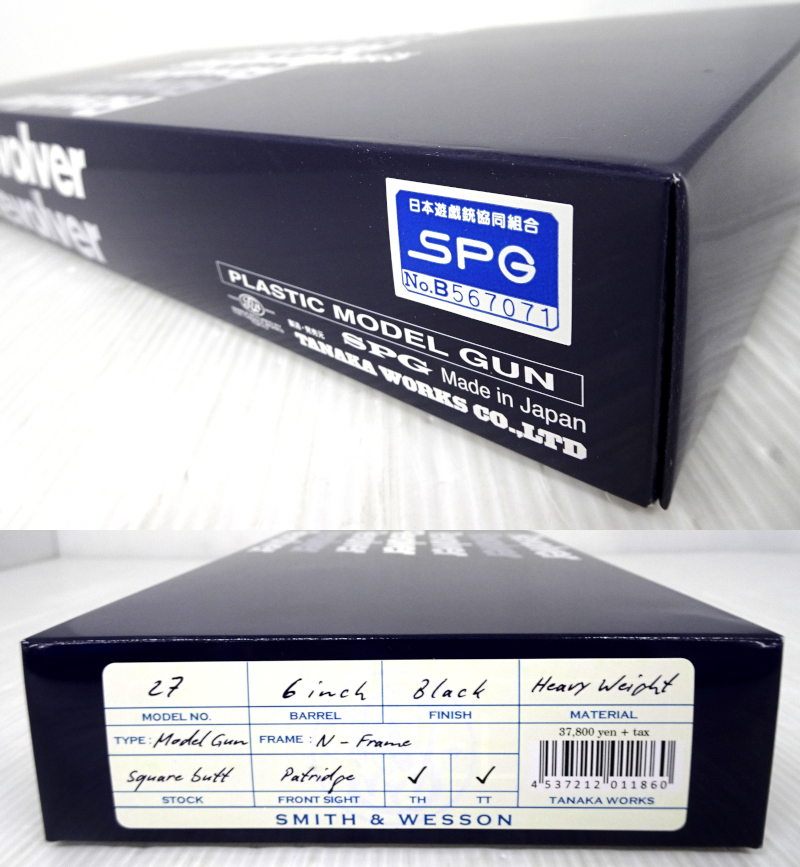 volver
evolver
日本遊戯銃協同組合
SPG
No.B567071
PLASTIC MODEL GUN
SPG Made in Japan
TANAKA WORKS CO.,LTD
27
6 inch
Black
Heavy Weight
MODEL NO.
BARREL
FINISH
MATERIAL
TYPE : Model Gun
FRAME : N - Frame
37,800 yen + tax
square butt
Patridge
✓
✓
4 537212 011860
STOCK
FRONT SIGHT
TH
TT
TANAKA WORKS
SMITH & WESSON